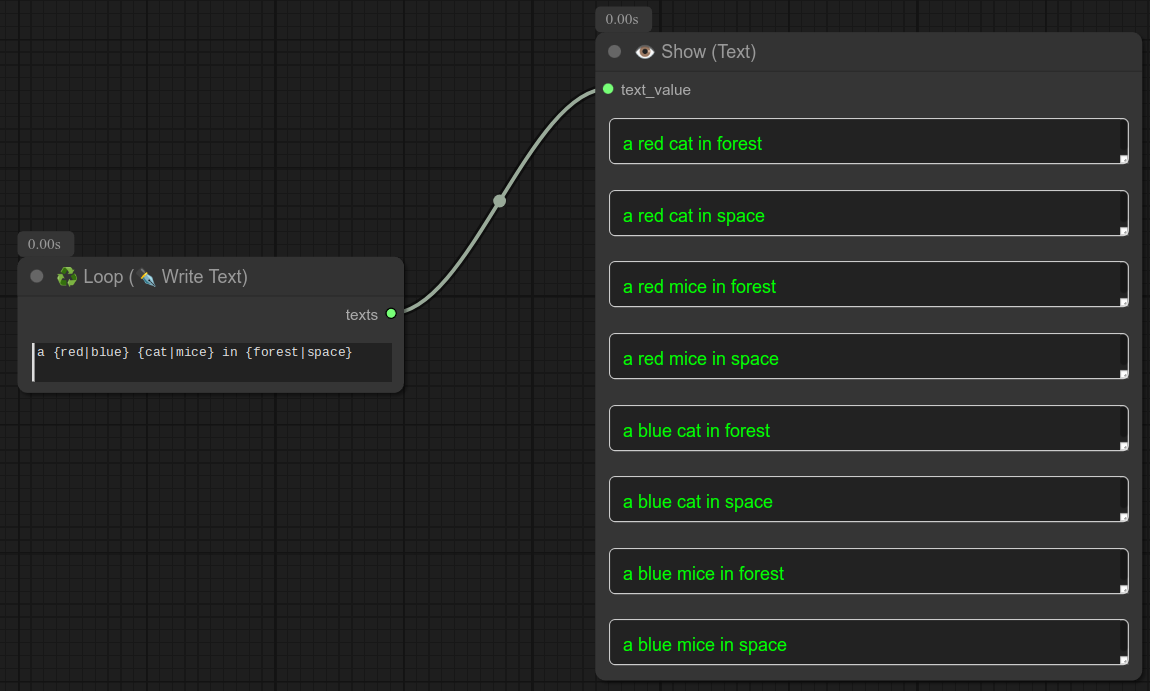 0.00s
Show (Text)
text_value
a red cat in forest
a red cat in space
a red mice in forest
a red mice in space
a blue cat in forest
a blue cat in space
a blue mice in forest
a blue mice in space
0.00s
Loop (✒️ Write Text)
texts
a {red|blue} {cat|mice} in {forest|space}